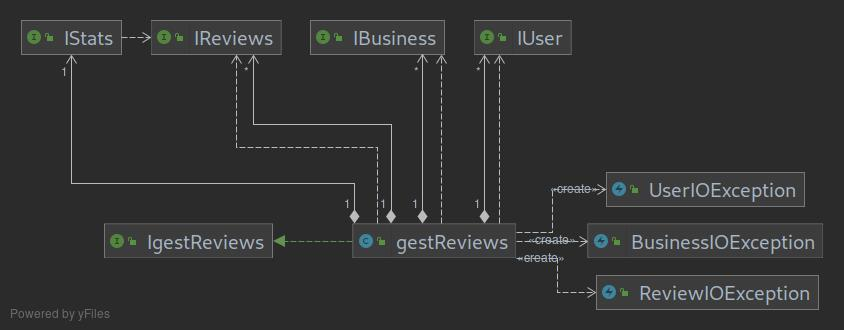 IStats
IReviews
IBusiness
IUser
1
*
*
*
1
1
1
1
«create»
UserIOException
IgestReviews
gestReviews
«create»
BusinessIOException
«create»
ReviewIOException
Powered by yFiles